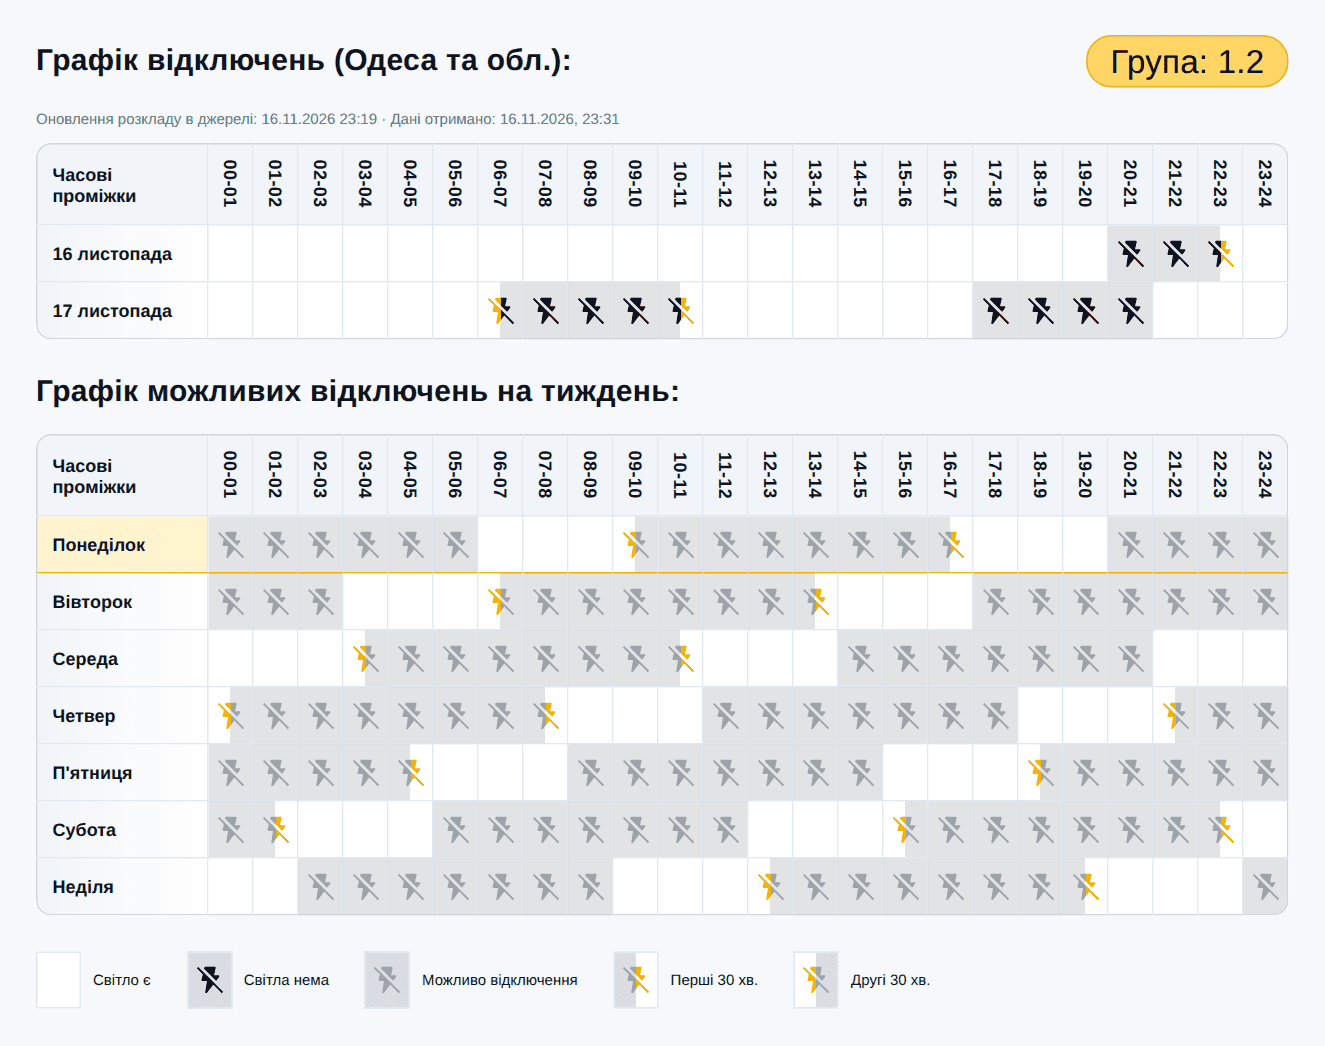 Графік відключень (Одеса та обл.):
Група: 1.2
Оновлення розкладу в джерелі: 16.11.2026 23:19 · Дані отримано: 16.11.2026, 23:31
Часові
проміжки
00-01 01-02 02-03 03-04 04-05 05-06 06-07 07-08 08-09 09-10 10-11 11-12 12-13 13-14 14-15 15-16 16-17 17-18 18-19 19-20 20-21 21-22 22-23 23-24
16 листопада
17 листопада
Графік можливих відключень на тиждень:
Часові
проміжки
00-01 01-02 02-03 03-04 04-05 05-06 06-07 07-08 08-09 09-10 10-11 11-12 12-13 13-14 14-15 15-16 16-17 17-18 18-19 19-20 20-21 21-22 22-23 23-24
Понеділок
Вівторок
Середа
Четвер
П'ятниця
Субота
Неділя
Світло є Світла нема Можливо відключення Перші 30 хв. Другі 30 хв.